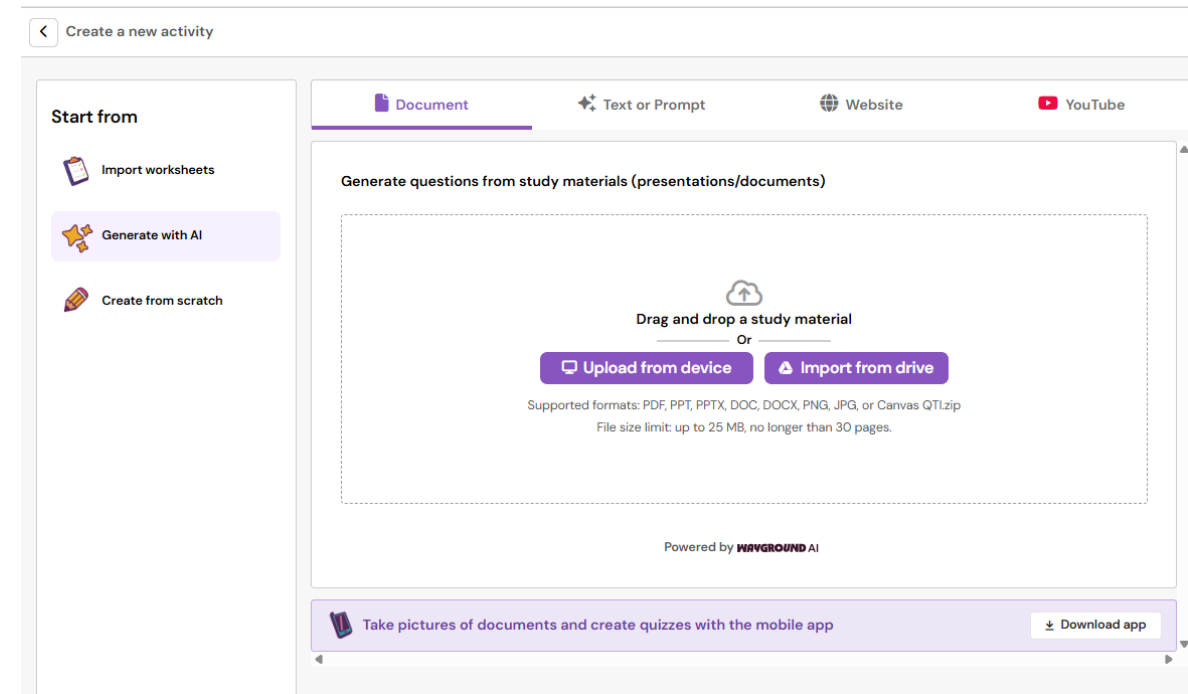 Create a new activity
Start from
Import worksheets
Generate with AI
Create from scratch
Document
Text or Prompt
Website
YouTube
Generate questions from study materials (presentations/documents)
Drag and drop a study material
Or
Upload from device
Import from drive
Supported formats: PDF, PPT, PPTX, DOC, DOCX, PNG, JPG, or Canvas QTI.zip
File size limit: up to 25 MB, no longer than 30 pages.
Powered by WAYGROUND AI
Take pictures of documents and create quizzes with the mobile app
Download app